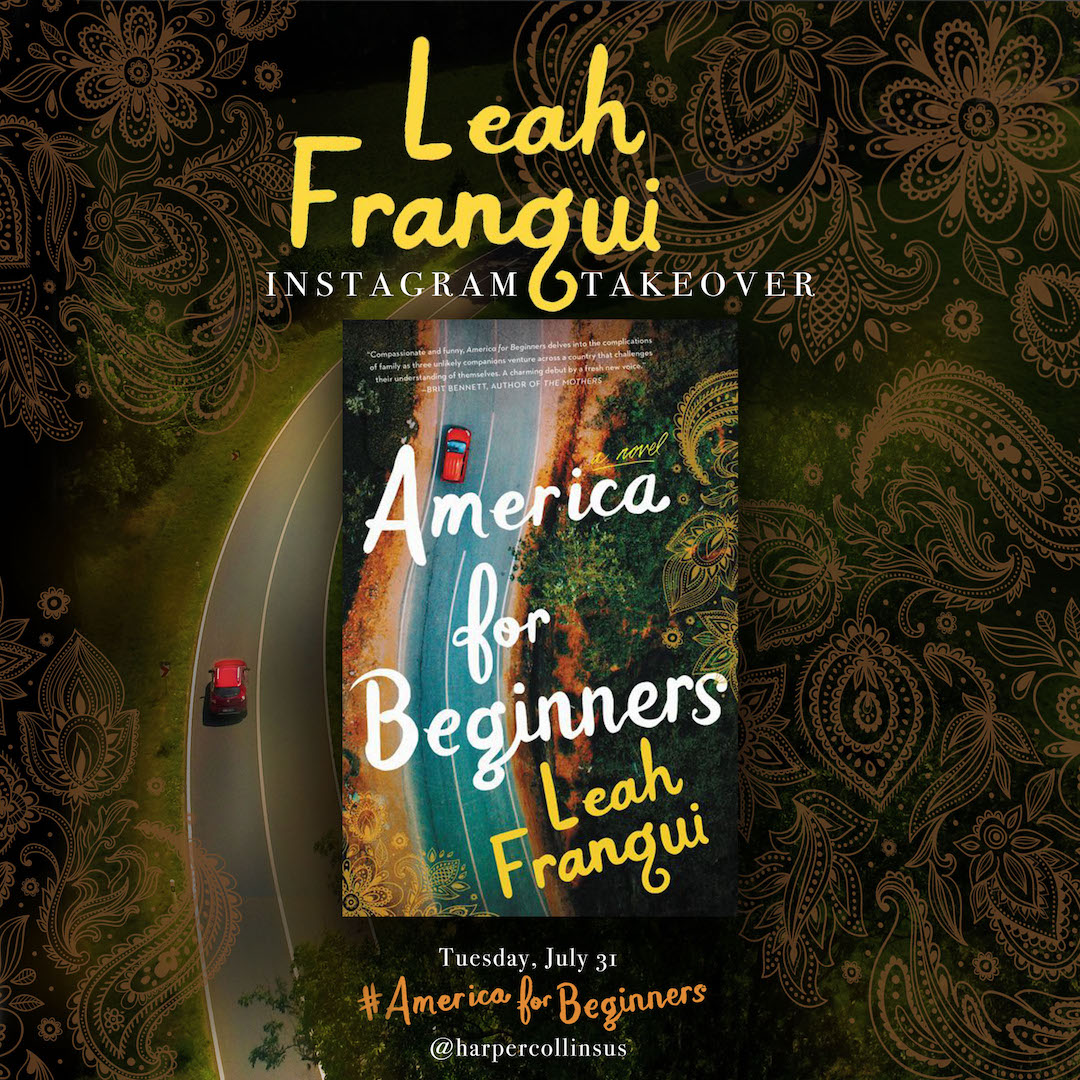 Leah
Franqui
INSTAGRAM TAKEOVER
"Compassionate and funny, America for Beginners delves into the complications
of family as three unlikely companions venture across a country that challenges
their understanding of themselves. A charming debut by a fresh new voice."
—BRIT BENNETT, AUTHOR OF THE MOTHERS
a novel
America
for
Beginners
Leah
Franqui
Tuesday, July 31
#America for Beginners
@harpercollinsus